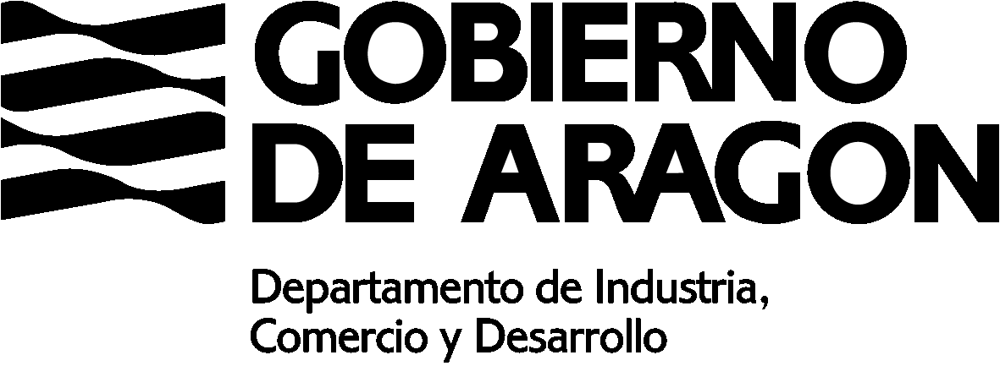 GOBIERNO
DE ARAGON
Departamento de Industria,
Comercio y Desarrollo